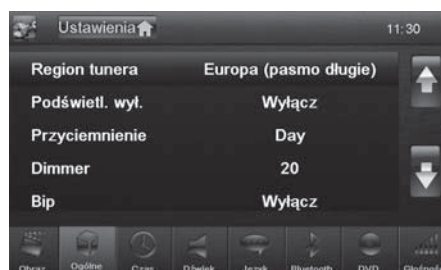 Ustawienia 11:30
Region tunera Europa (pasmo długie)
Podświetl. wył. Wyłącz
Przyciemnienie Day
Dimmer 20
Bip Wyłącz
Obraz Ogólne Czas Dźwięk Język Bluetooth DVD Głośność